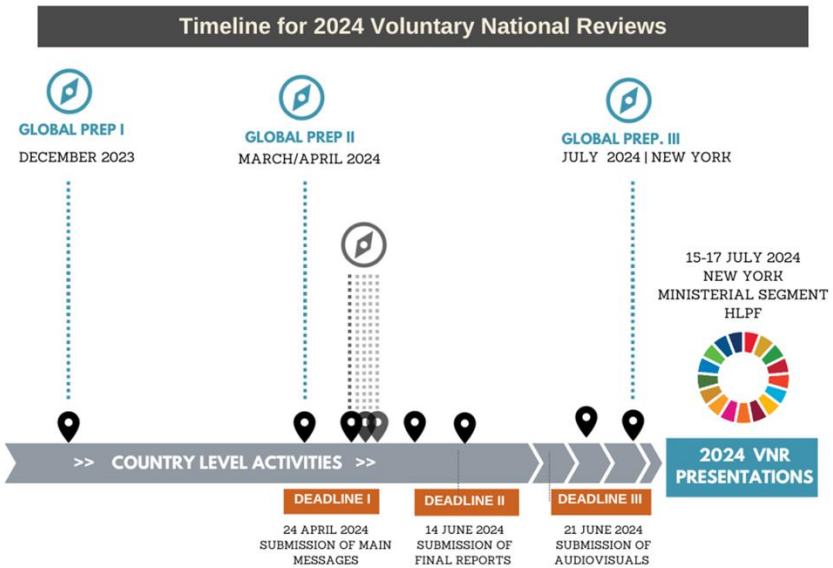 Timeline for 2024 Voluntary National Reviews
GLOBAL PREP I
DECEMBER 2023
GLOBAL PREP II
MARCH/APRIL 2024
GLOBAL PREP. III
JULY 2024 | NEW YORK
15-17 JULY 2024
NEW YORK
MINISTERIAL SEGMENT
HLPF
>> COUNTRY LEVEL ACTIVITIES >>
2024 VNR
PRESENTATIONS
DEADLINE I
24 APRIL 2024
SUBMISSION OF MAIN
MESSAGES
DEADLINE II
14 JUNE 2024
SUBMISSION OF
FINAL REPORTS
DEADLINE III
21 JUNE 2024
SUBMISSION OF
AUDIOVISUALS